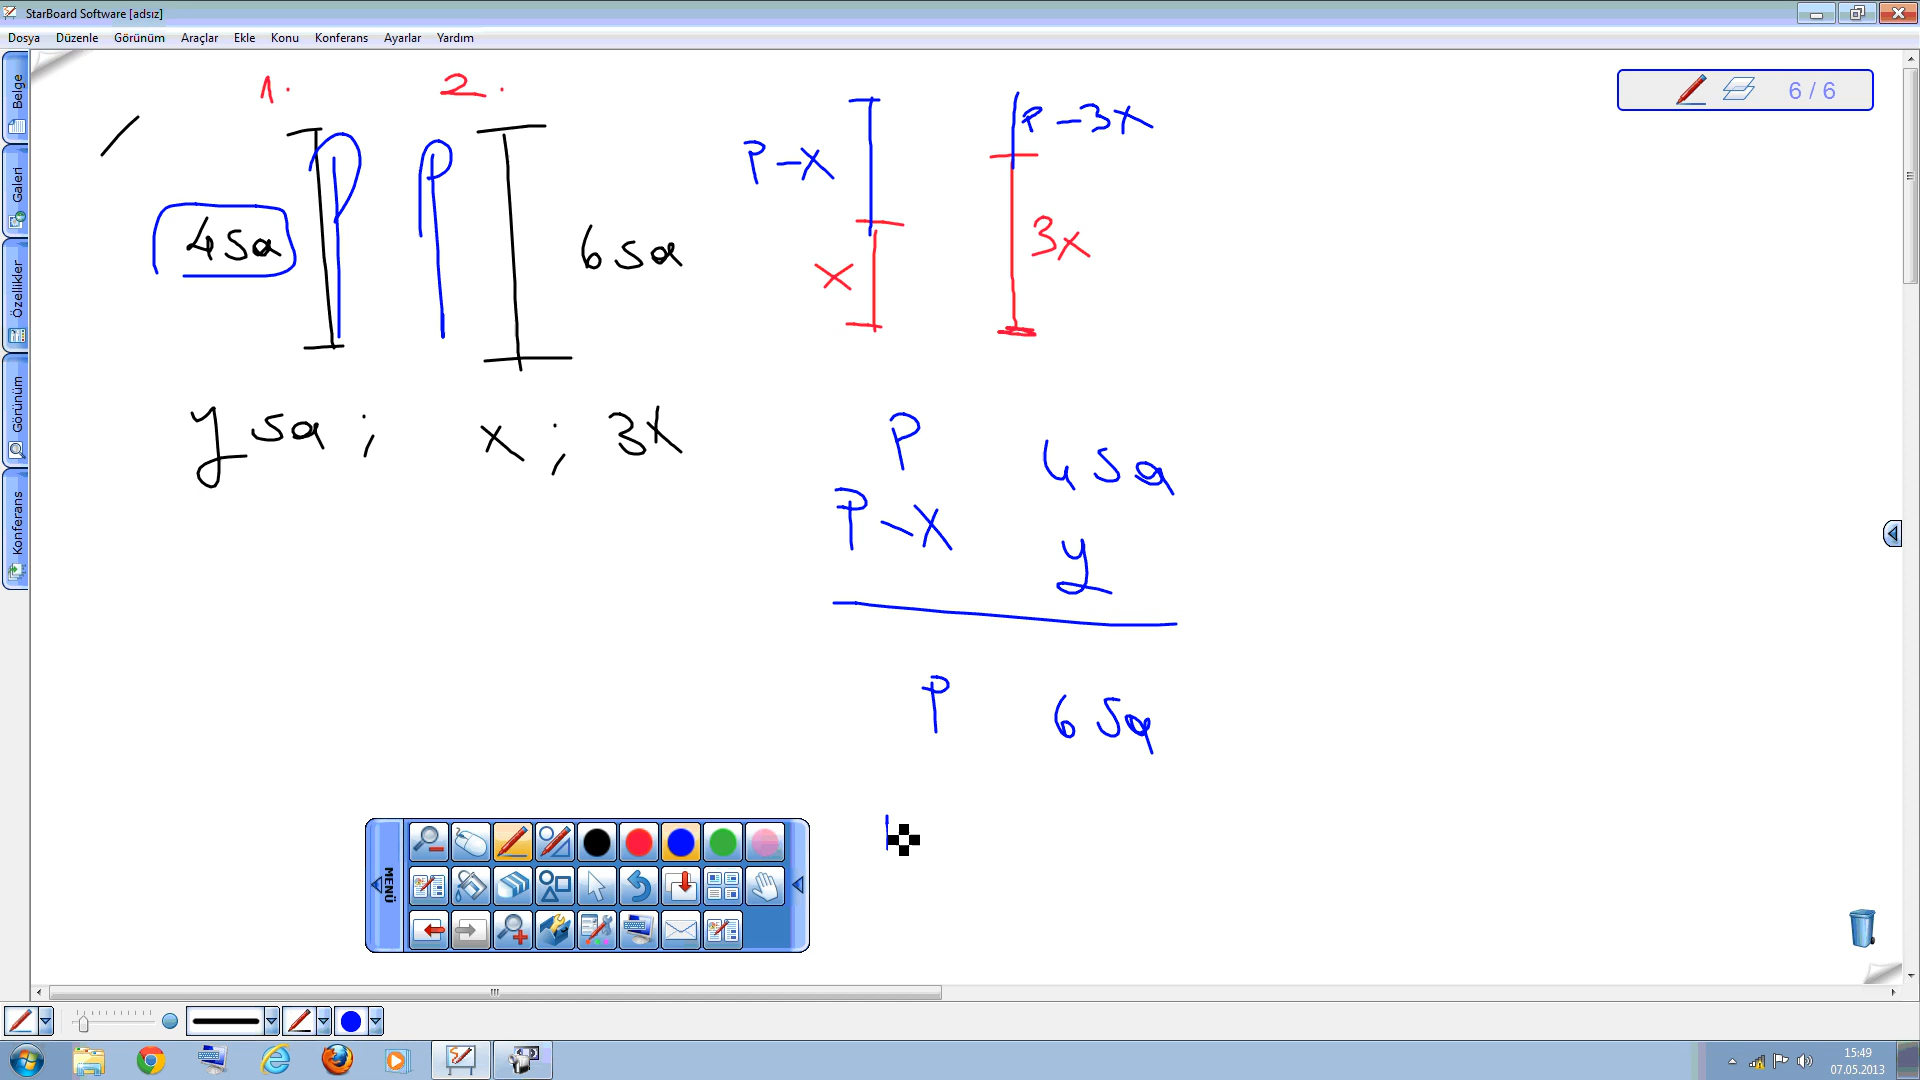 StarBoard Software [adsız]
Dosya Düzenle Görünüm Araçlar Ekle Konu Konferans Ayarlar Yardım
Belge
Galeri
Özellikler
Görünüm
Konferans
6 / 6
1. 2.
P P
4 sa 6 sa
y sa ; x ; 3x
P-x
x
P-3x
3x
P 4 sa
P-x y
P 6 sa
MENÜ
15:49
07.05.2013